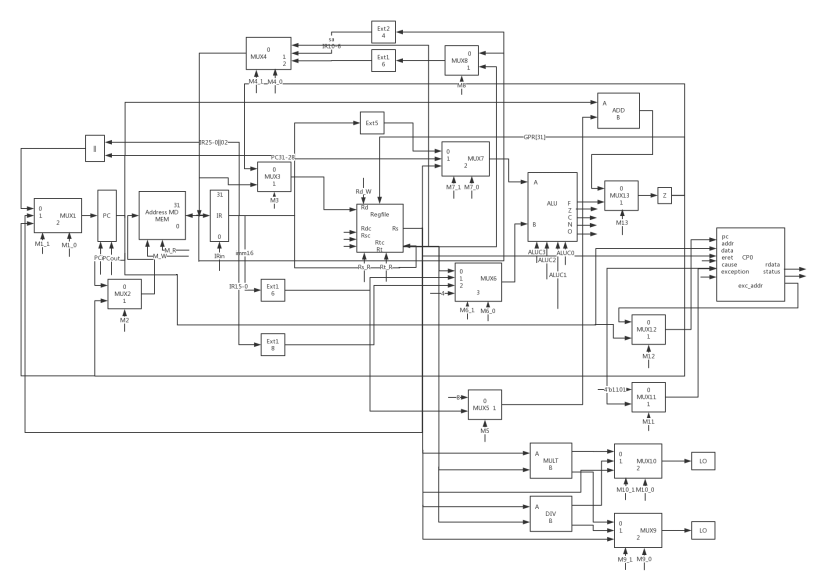 Ext2
4
sa
IR10-6
0
MUX4
1
2
Ext1
6
0
MUX8
1
M4_1
M4_0
M8
A
ADD
B
Ext5
GPR[31]
||
IR25-0||02
PC31-28
0
MUX3
1
M3
0
1
MUX7
2
M7_1
M7_0
A
ALU
B
F
Z
C
N
O
0
MUX13
1
M13
Z
0
1
MUX1
2
M1_1
M1_0
PC
31
Address MD
MEM
0
31
IR
0
Rd_W
Rd
Regfile
Rdc
Rs
Rsc
Rtc
Rt
PCout
M_R
M_W
IRin
imm16
Rs_R
Rt_R
ALUC3
ALUC2
ALUC1
ALUC0
pc
addr
data
eret
CP0
cause
exception
rdata
status
exc_addr
0
MUX2
1
M2
IR15-0
Ext1
6
0
1
MUX6
2
4
3
M6_1
M6_0
Ext1
8
0
MUX12
1
M12
0
MUX5
1
M5
4'b1101
0
MUX11
1
M11
A
MULT
B
0
1
MUX10
2
M10_1
M10_0
LO
A
DIV
B
0
1
MUX9
2
M9_1
M9_0
LO